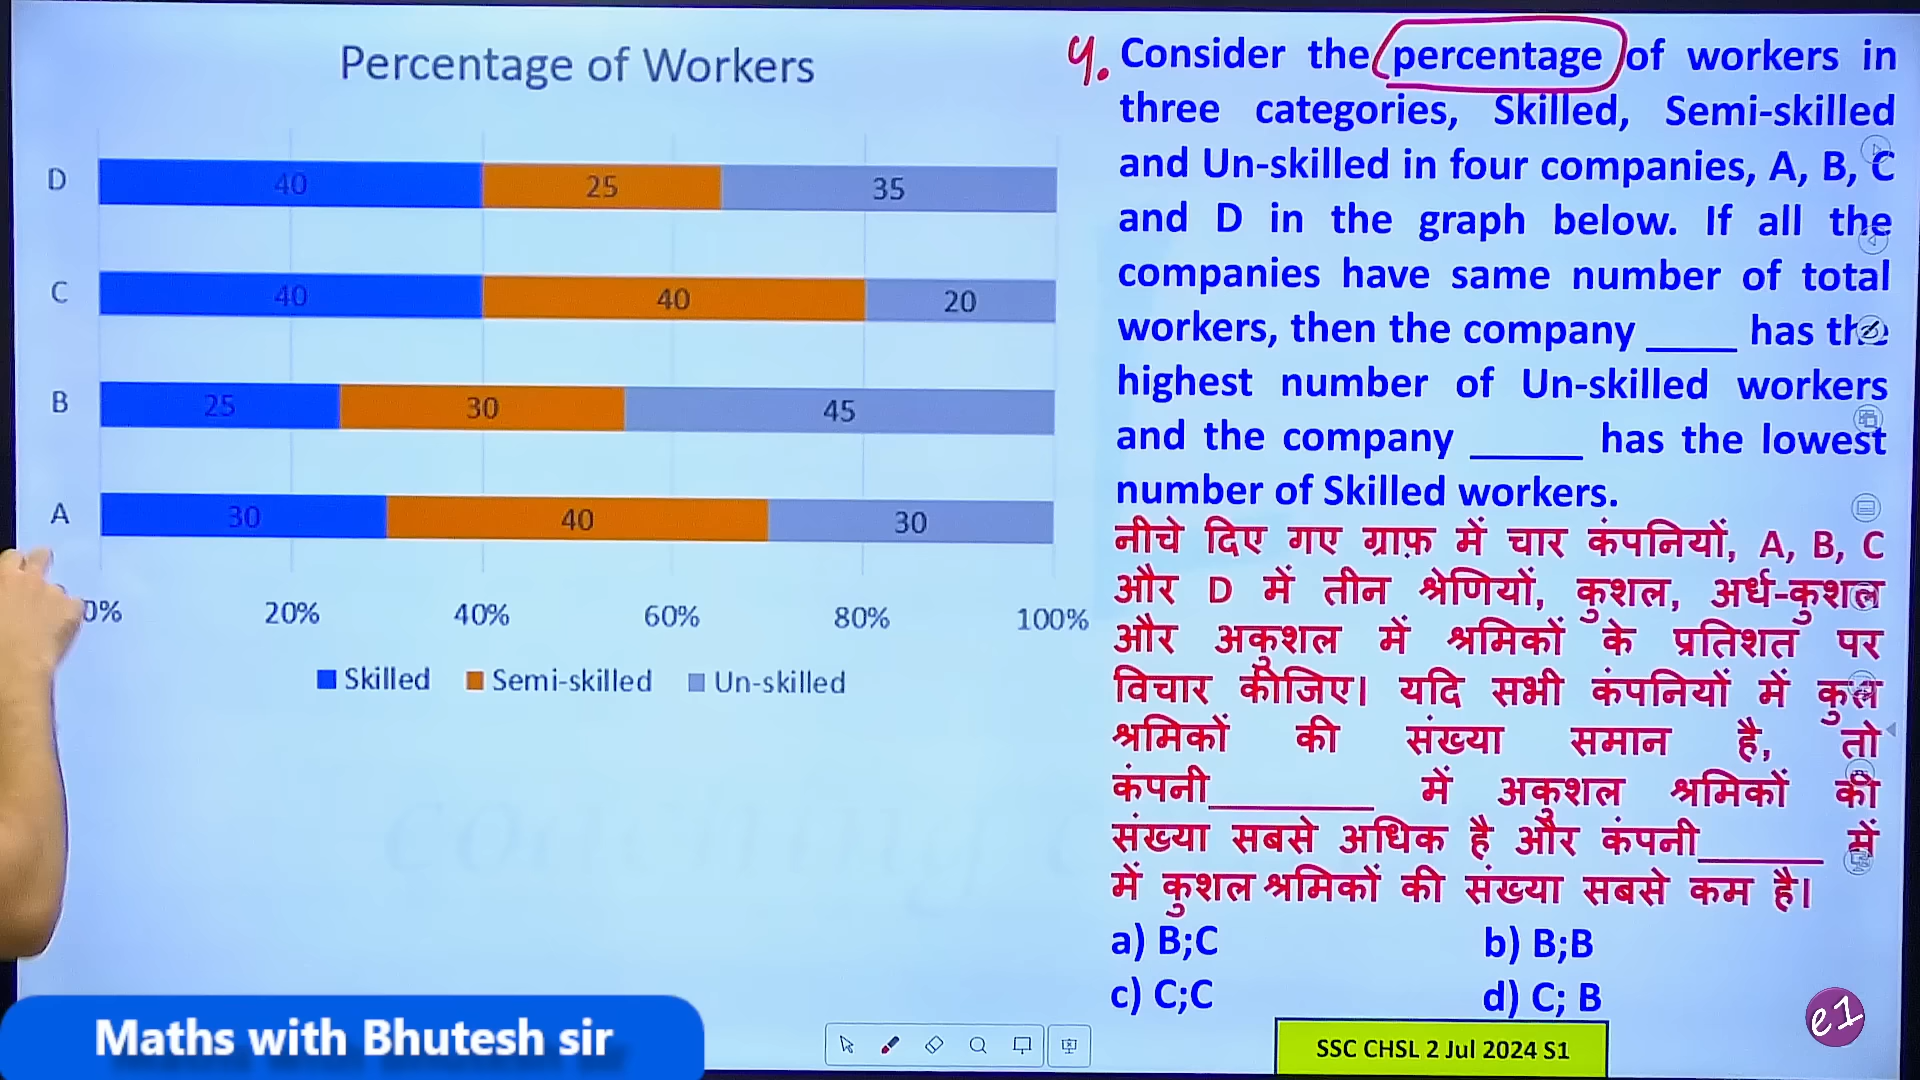 Percentage of Workers
D 40 25 35
C 40 40 20
B 25 30 45
A 30 40 30
0% 20% 40% 60% 80% 100%
Skilled Semi-skilled Un-skilled
4. Consider the percentage of workers in
three categories, Skilled, Semi-skilled
and Un-skilled in four companies, A, B, C
and D in the graph below. If all the
companies have same number of total
workers, then the company _____ has the
highest number of Un-skilled workers
and the company ______ has the lowest
number of Skilled workers.
नीचे दिए गए ग्राफ़ में चार कंपनियों, A, B, C
और D में तीन श्रेणियों, कुशल, अर्ध-कुशल
और अकुशल में श्रमिकों के प्रतिशत पर
विचार कीजिए। यदि सभी कंपनियों में कुल
श्रमिकों की संख्या समान है, तो
कंपनी________ में अकुशल श्रमिकों की
संख्या सबसे अधिक है और कंपनी______ में
में कुशल श्रमिकों की संख्या सबसे कम है।
a) B;C b) B;B
c) C;C d) C; B
SSC CHSL 2 Jul 2024 S1
e1
Maths with Bhutesh sir